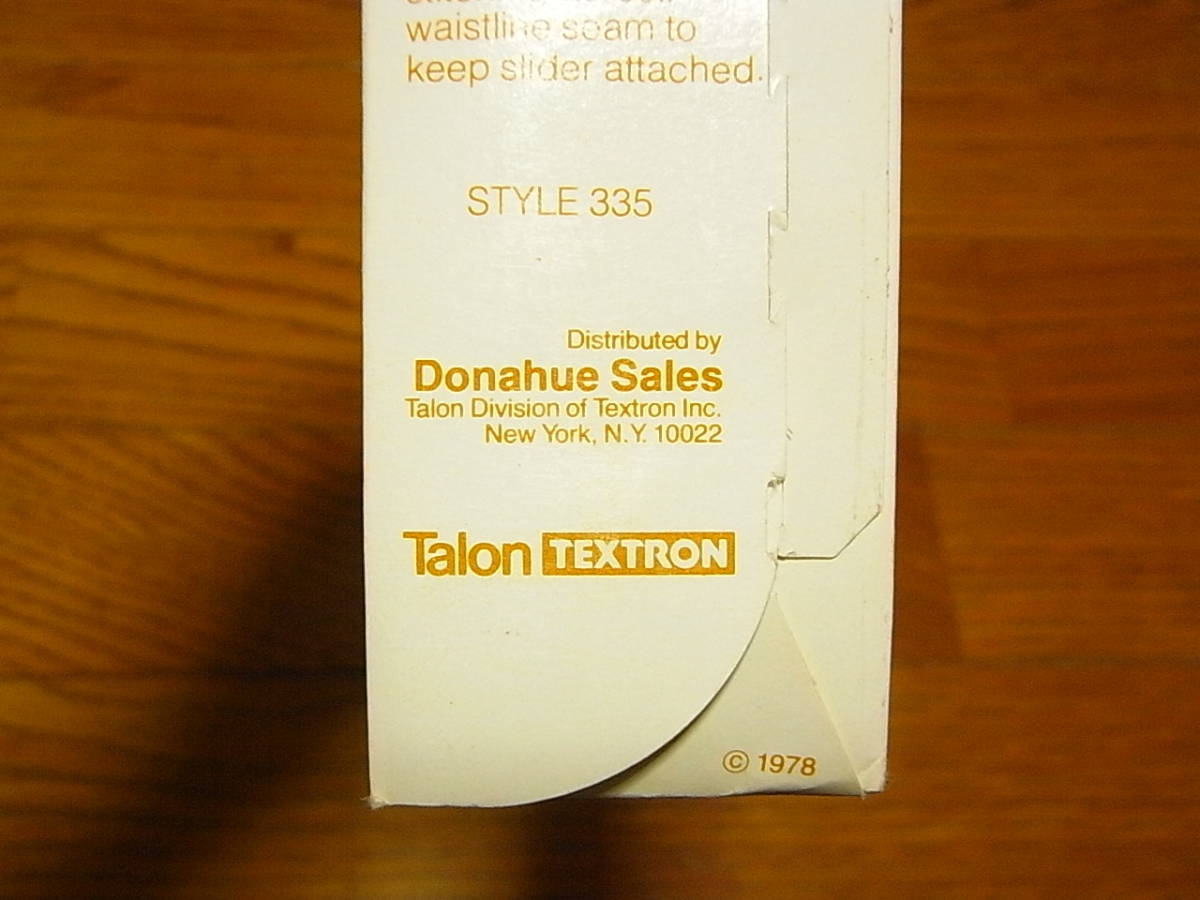 waistline seam to
keep slider attached.
STYLE 335
Distributed by
Donahue Sales
Talon Division of Textron Inc.
New York, N.Y. 10022
Talon TEXTRON
© 1978